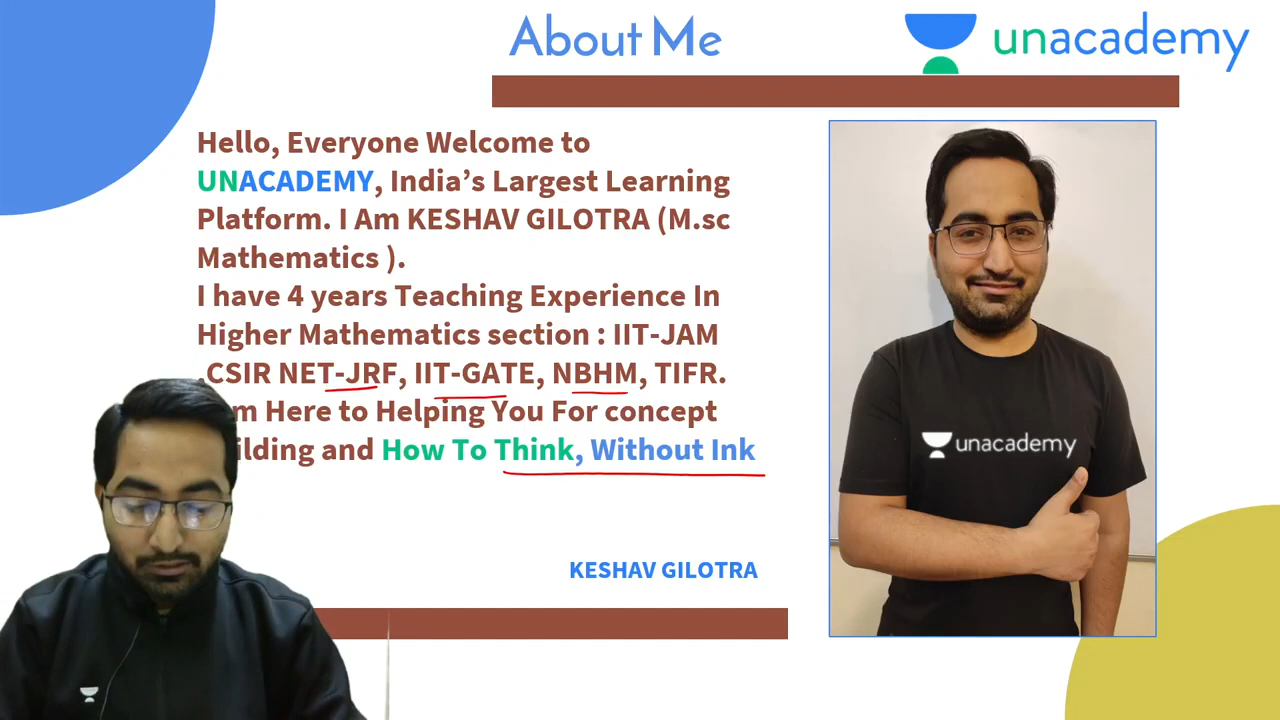 About Me
unacademy
Hello, Everyone Welcome to
UNACADEMY, India’s Largest Learning
Platform. I Am KESHAV GILOTRA (M.sc
Mathematics ).
I have 4 years Teaching Experience In
Higher Mathematics section : IIT-JAM
,CSIR NET-JRF, IIT-GATE, NBHM, TIFR.
Here to Helping You For concept
and How To Think, Without Ink
KESHAV GILOTRA
unacademy